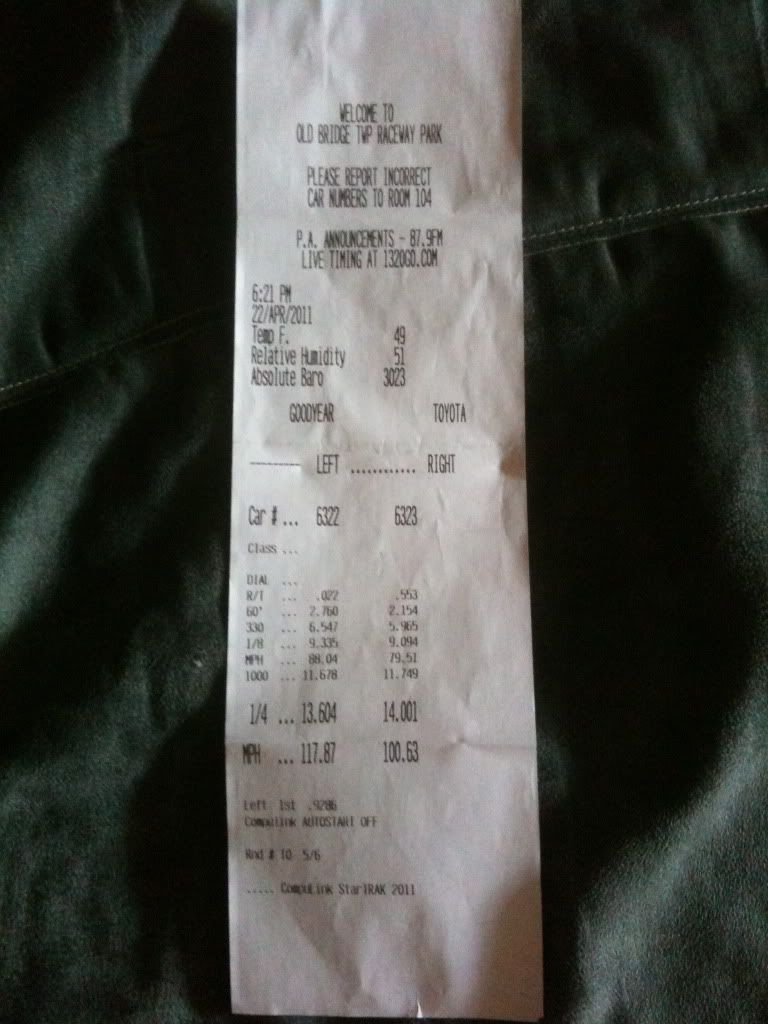 WELCOME TO
OLD BRIDGE TWP RACEWAY PARK
PLEASE REPORT INCORRECT
CAR NUMBERS TO ROOM 104
P.A. ANNOUNCEMENTS - 87.9FM
LIVE TIMING AT 1320GO.COM
6:21 PM
22/APR/2011
Temp F. 49
Relative Humidity 51
Absolute Baro 3023
GOODYEAR TOYOTA
--------- LEFT ............ RIGHT
Car # ... 6322 6323
Class ...
DIAL ...
R/T ... .022 .553
60' ... 2.760 2.154
330 ... 6.547 5.965
1/8 ... 9.335 9.094
MPH ... 88.04 79.51
1000 ... 11.678 11.749
1/4 ... 13.604 14.001
MPH ... 117.87 100.63
Left 1st .9286
Compulink AUTOSTART OFF
Rnd # TO 5/6
..... CompuLink StarTRAK 2011